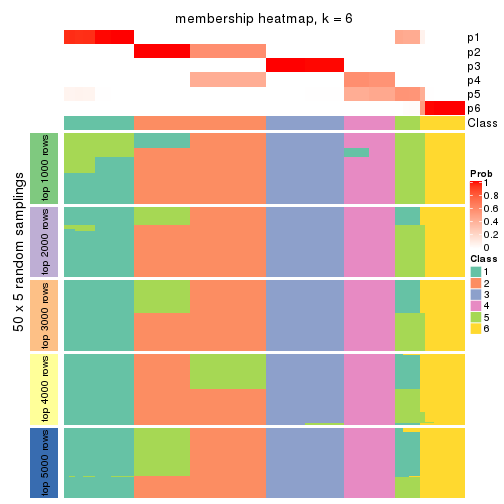 membership heatmap, k = 6
p1
p2
p3
p4
p5
p6
Class
50 x 5 random samplings
top 1000 rows
top 2000 rows
top 3000 rows
top 4000 rows
top 5000 rows
Prob
1
0.8
0.6
0.4
0.2
0
Class
1
2
3
4
5
6